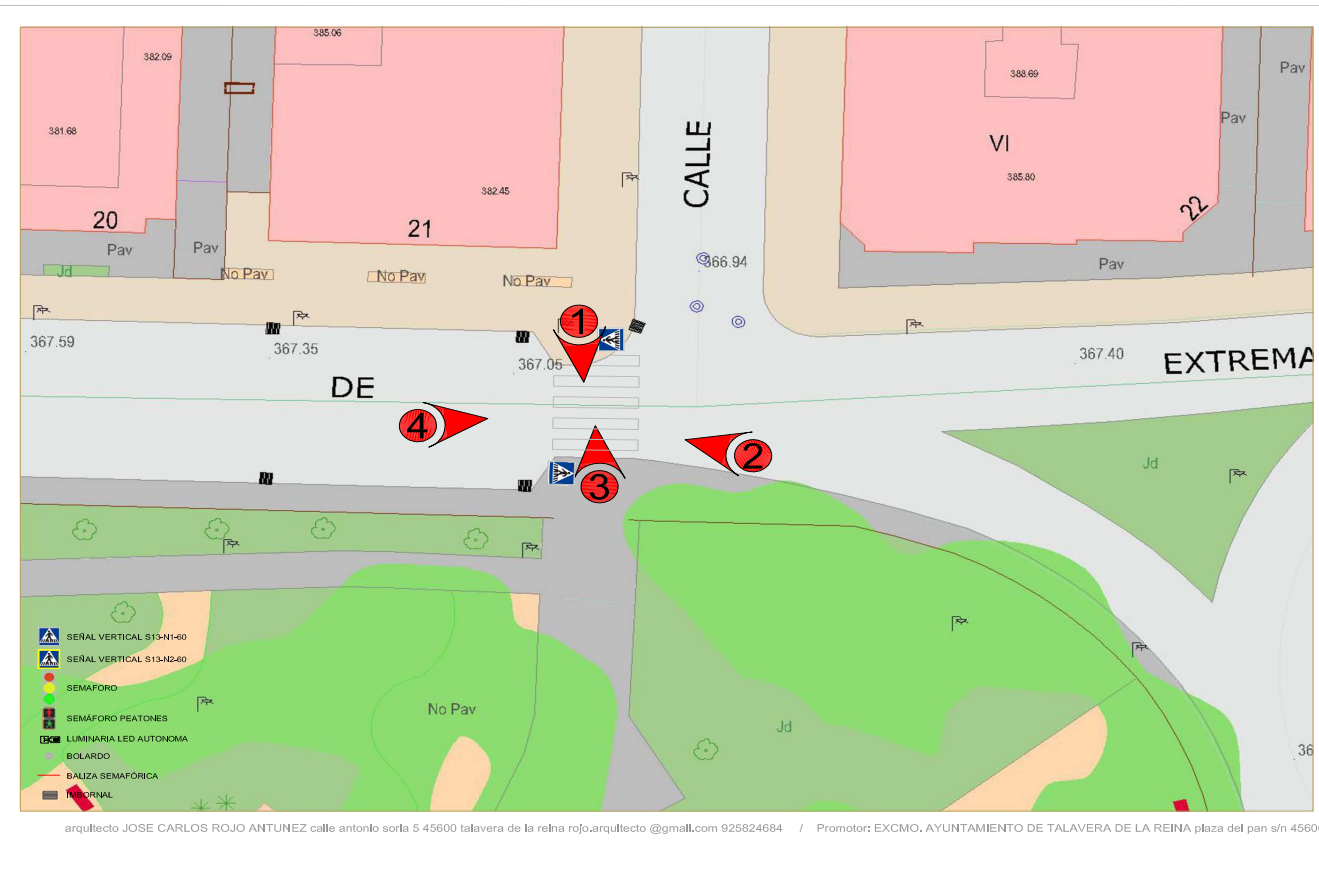 385.06
382.09
388.69
Pav
Pav
381.68
CALLE
VI
385.80
382.45
20
21
22
Pav
Pav
Jd
No Pav
No Pav
No Pav
366.94
Pav
1
367.59
367.35
367.05
367.40
DE
EXTREMA
4
2
3
Jd
SEÑAL VERTICAL S13-N1-60
SEÑAL VERTICAL S13-N2-60
SEMAFORO
SEMÁFORO PEATONES
LUMINARIA LED AUTONOMA
BOLARDO
BALIZA SEMAFÓRICA
IMBORNAL
No Pav
Jd
36
arquitecto JOSE CARLOS ROJO ANTUNEZ calle antonio soria 5 45600 talavera de la reina rojo.arquitecto @gmail.com 925824684 / Promotor: EXCMO. AYUNTAMIENTO DE TALAVERA DE LA REINA plaza del pan s/n 45600